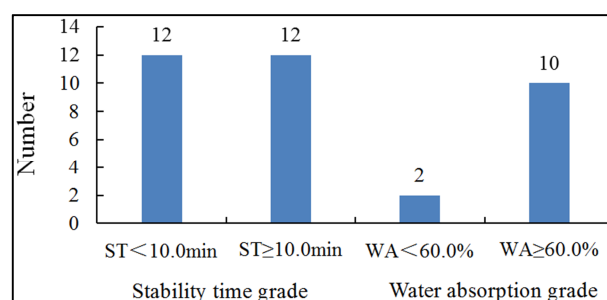 14
12
10
8
6
4
2
0
Number
12
12
2
10
ST<10.0min
ST≥10.0min
WA<60.0%
WA≥60.0%
Stability time grade
Water absorption grade